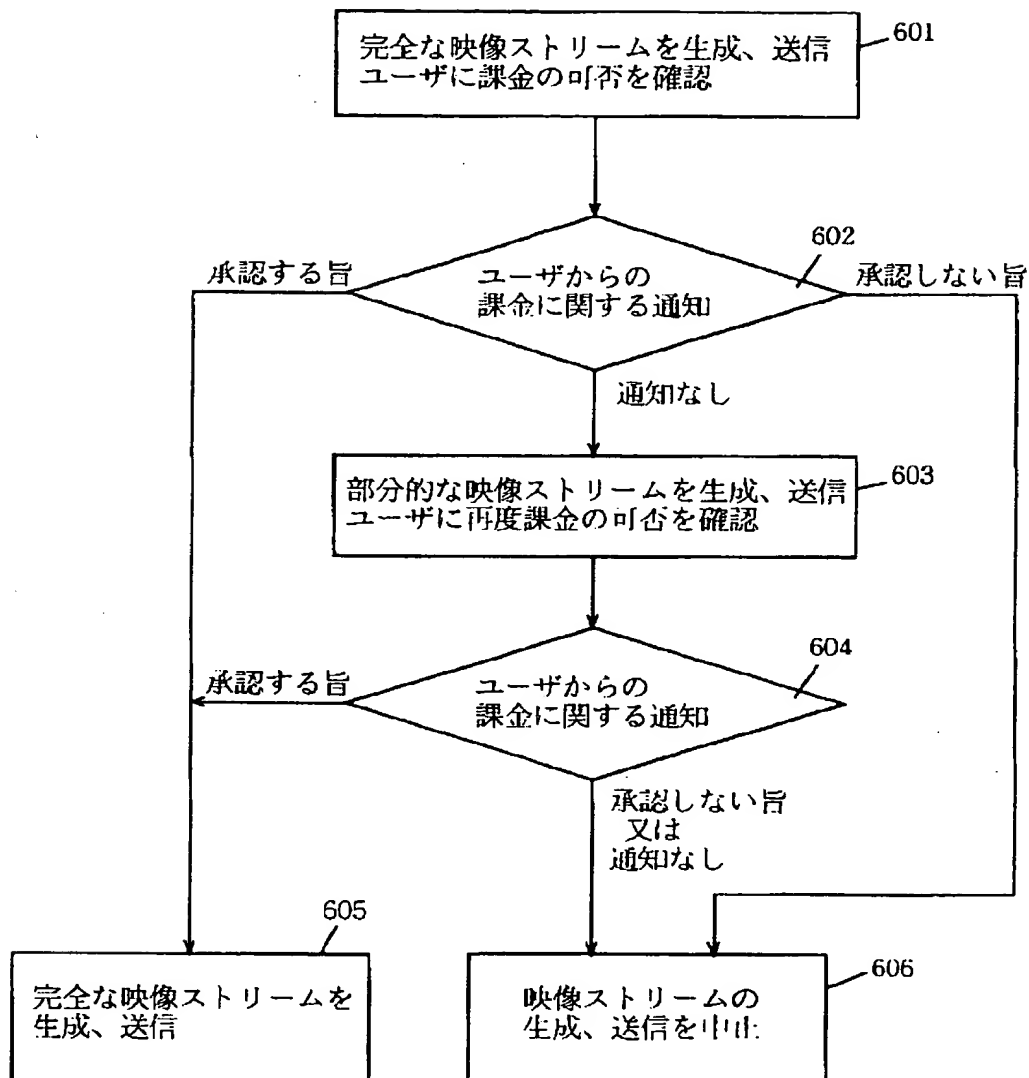 完全な映像ストリームを生成、送信
ユーザに課金の可否を確認
601
602
承認する旨
ユーザからの
課金に関する通知
承認しない旨
通知なし
部分的な映像ストリームを生成、送信
ユーザに再度課金の可否を確認
603
604
承認する旨
ユーザからの
課金に関する通知
承認しない旨
又は
通知なし
605
完全な映像ストリームを
生成、送信
606
映像ストリームの
生成、送信を中止